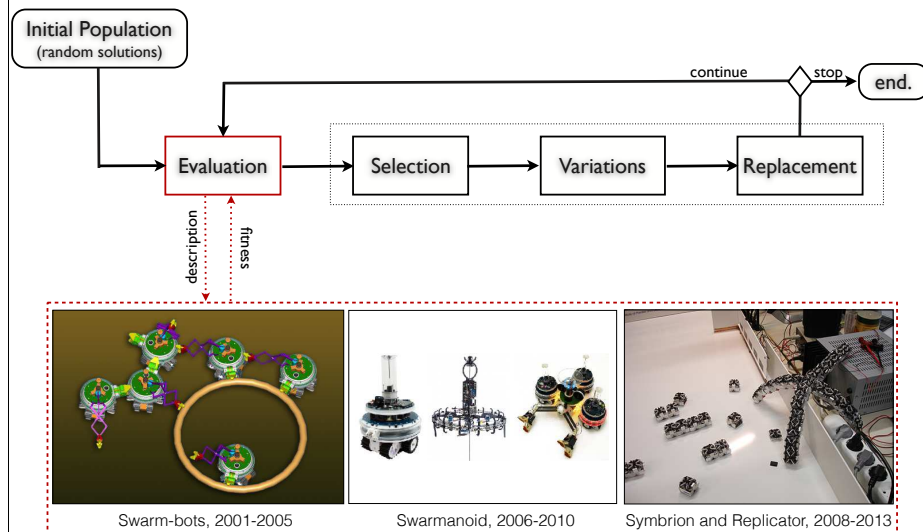 Initial Population
(random solutions)
continue
stop
end.
Evaluation
Selection
Variations
Replacement
description
fitness
Swarm-bots, 2001-2005
Swarmanoid, 2006-2010
Symbrion and Replicator, 2008-2013